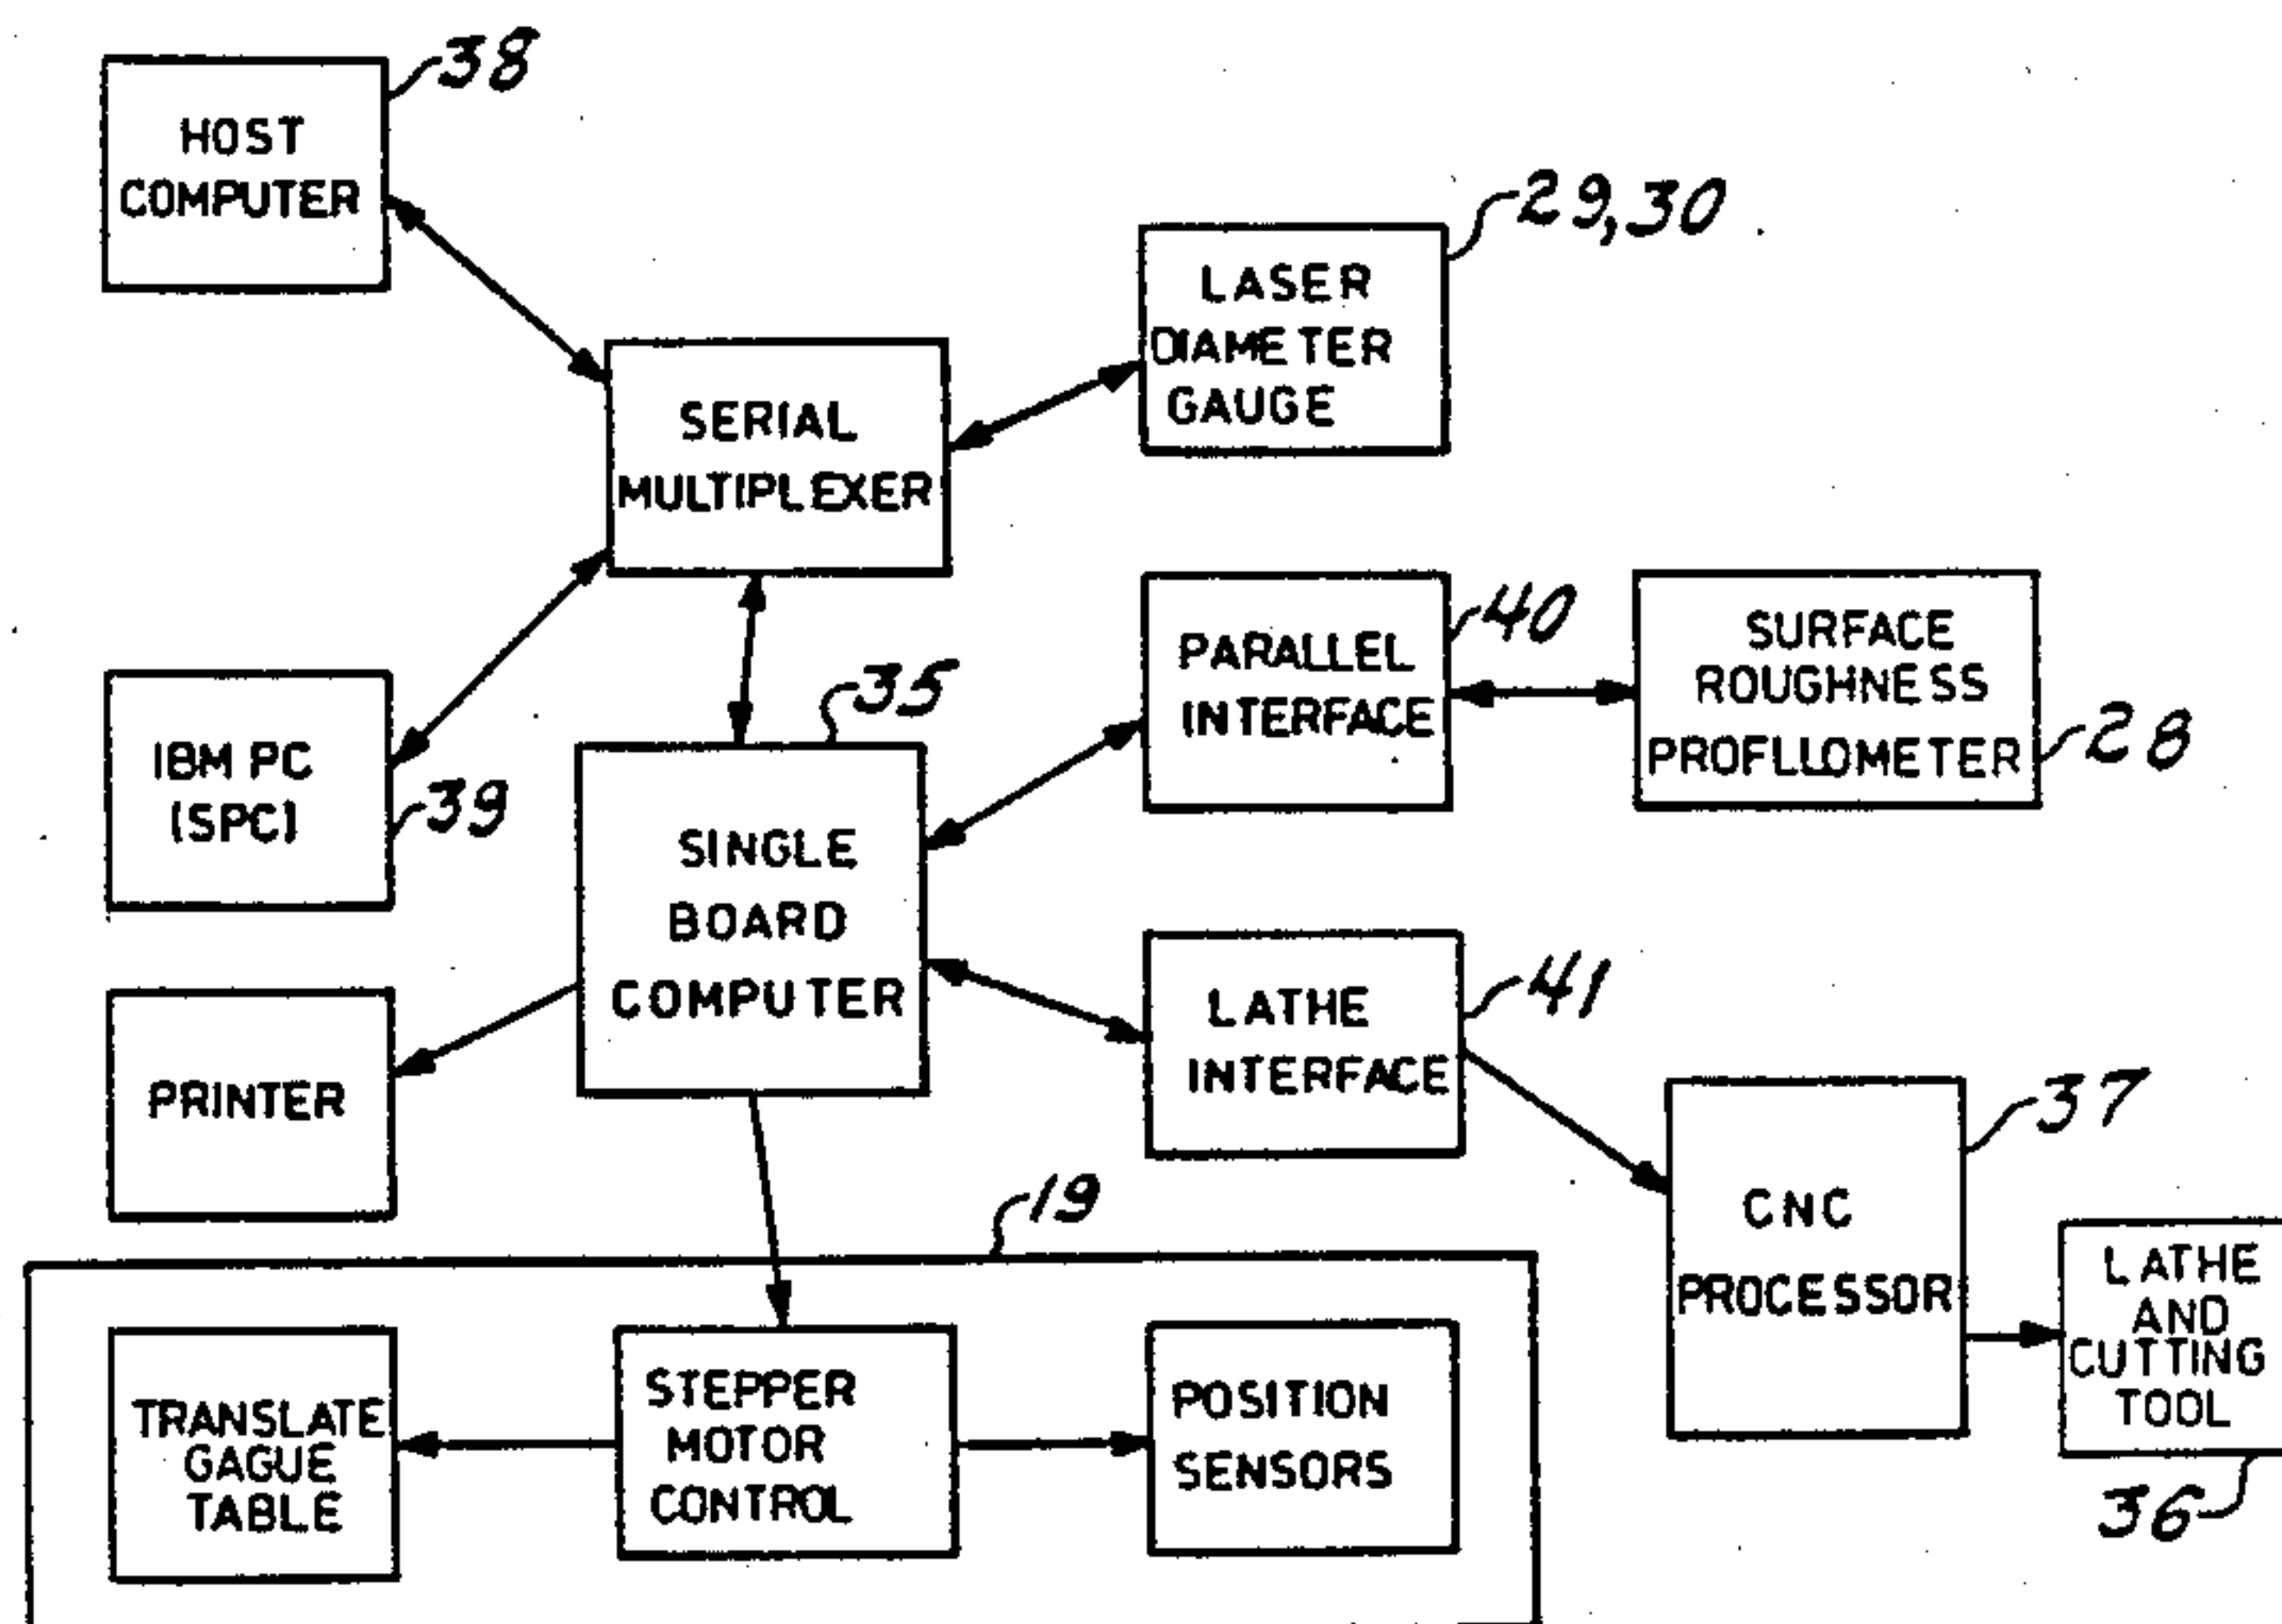 38
HOST
COMPUTER
29,30
LASER
DIAMETER
GAUGE
SERIAL
MULTIPLEXER
40
PARALLEL
INTERFACE
SURFACE
ROUGHNESS
PROFLLOMETER
28
35
IBM PC
(SPC)
39
SINGLE
BOARD
COMPUTER
41
LATHE
INTERFACE
PRINTER
37
CNC
PROCESSOR
19
LATHE
AND
CUTTING
TOOL
36
TRANSLATE
GAGUE
TABLE
STEPPER
MOTOR
CONTROL
POSITION
SENSORS